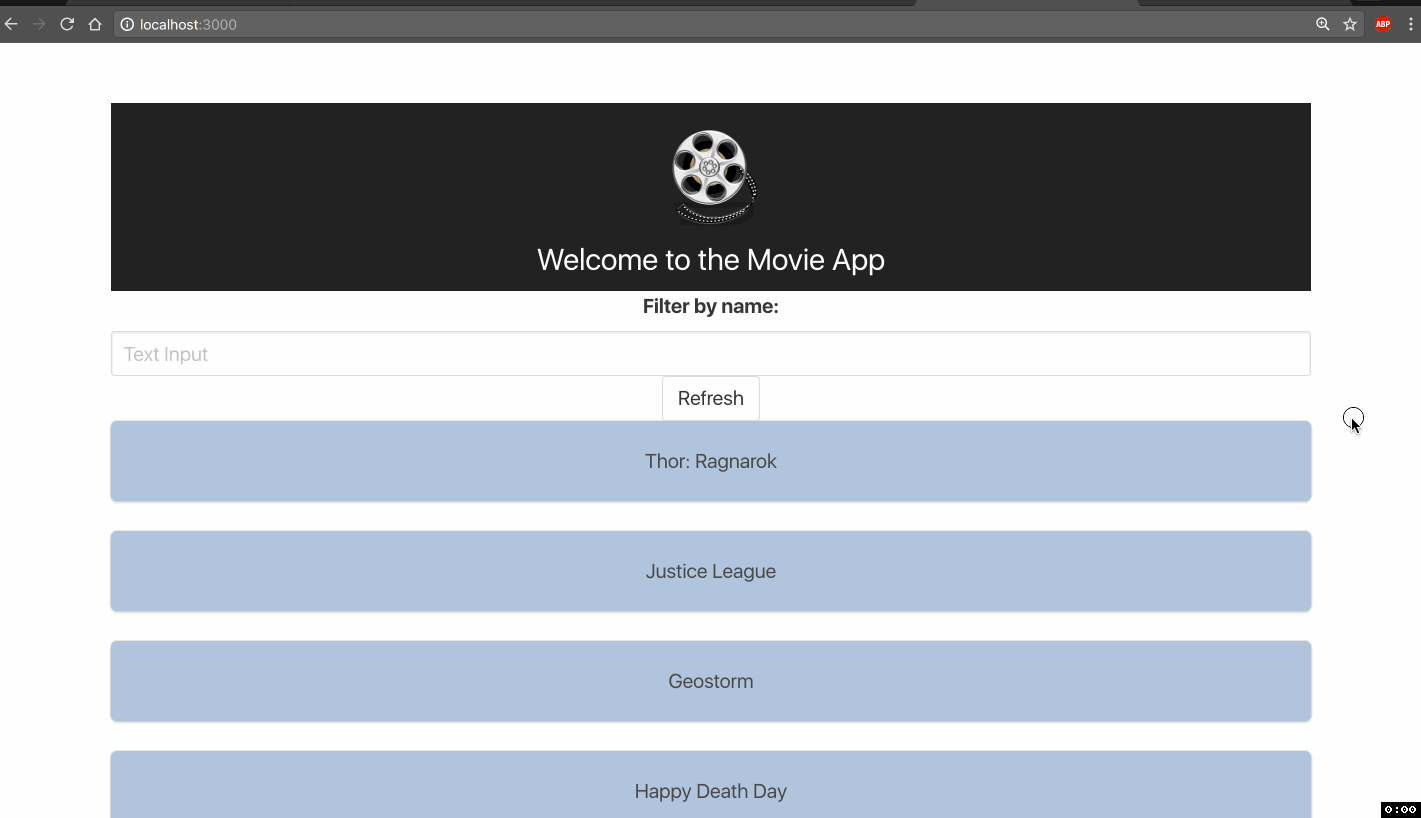 localhost:3000
ABP
Welcome to the Movie App
Filter by name:
Text Input
Refresh
Thor: Ragnarok
Justice League
Geostorm
Happy Death Day
0:00